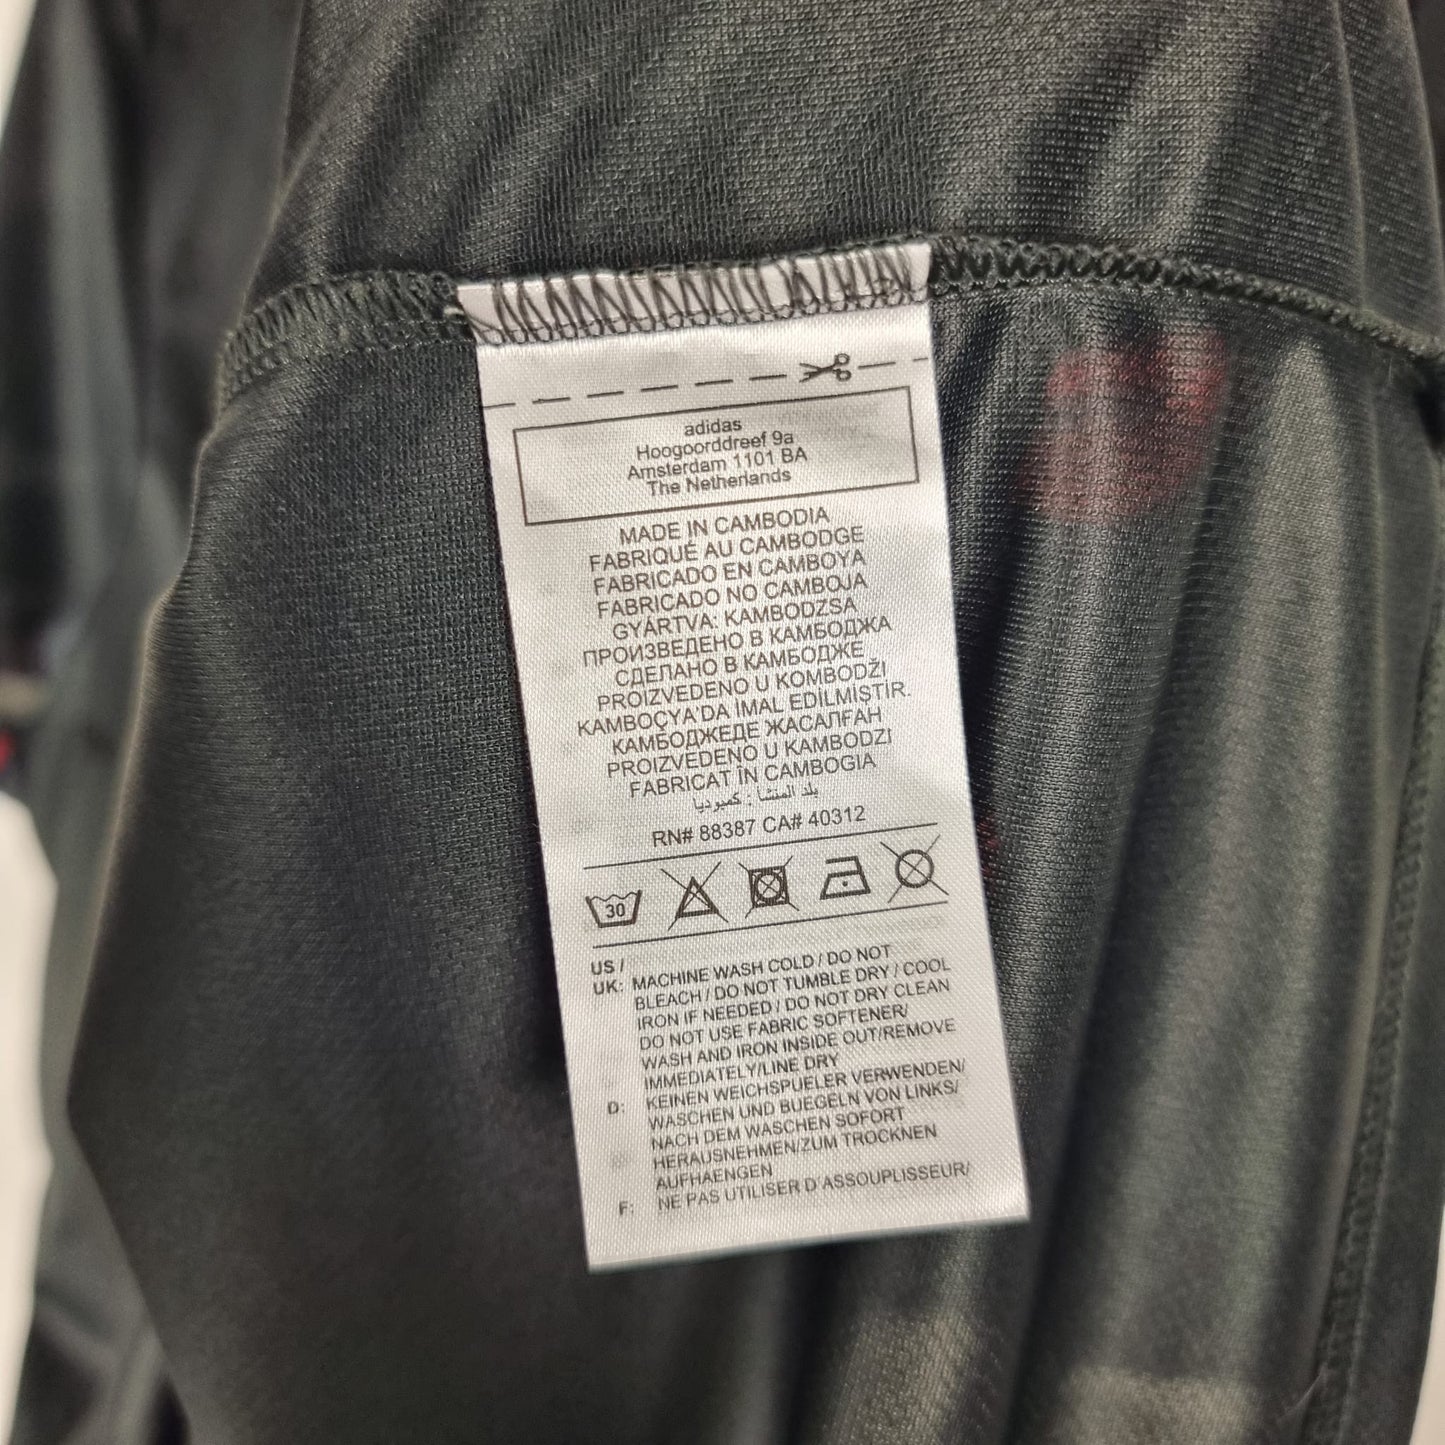 adidas
Hoogoorddreef 9a
Amsterdam 1101 BA
The Netherlands
MADE IN CAMBODIA
FABRIQUÉ AU CAMBODGE
FABRICADO EN CAMBOYA
FABRICADO NO CAMBOJA
GYÁRTVA: KAMBODZSA
ПРОИЗВЕДЕНО В КАМБОДЖА
СДЕЛАНО В КАМБОДЖЕ
PROIZVEDENO U KOMBODŽI
KAMBOÇYA'DA İMAL EDİLMİŞTİR.
КАМБОДЖЕДЕ ЖАСАЛҒАН
PROIZVEDENO U KAMBODZI
FABRICAT ÎN CAMBOGIA
بلد المنشأ : كمبوديا
RN# 88387 CA# 40312
30
US /
UK: MACHINE WASH COLD / DO NOT
BLEACH / DO NOT TUMBLE DRY / COOL
IRON IF NEEDED / DO NOT DRY CLEAN
DO NOT USE FABRIC SOFTENER/
WASH AND IRON INSIDE OUT/REMOVE
IMMEDIATELY/LINE DRY
D: KEINEN WEICHSPUELER VERWENDEN/
WASCHEN UND BUEGELN VON LINKS/
NACH DEM WASCHEN SOFORT
HERAUSNEHMEN/ZUM TROCKNEN
AUFHAENGEN
F: NE PAS UTILISER D'ASSOUPLISSEUR/